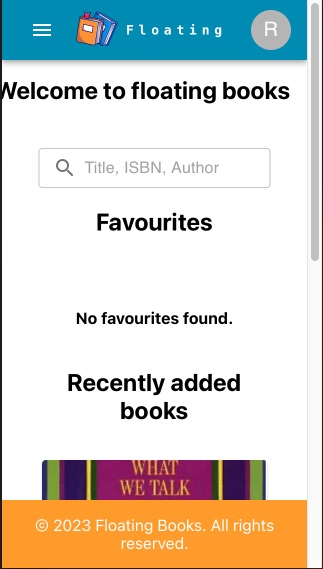 Floating
R
Welcome to floating books
Title, ISBN, Author
Favourites
No favourites found.
Recently added
books
WHAT
WE TALK
© 2023 Floating Books. All rights
reserved.